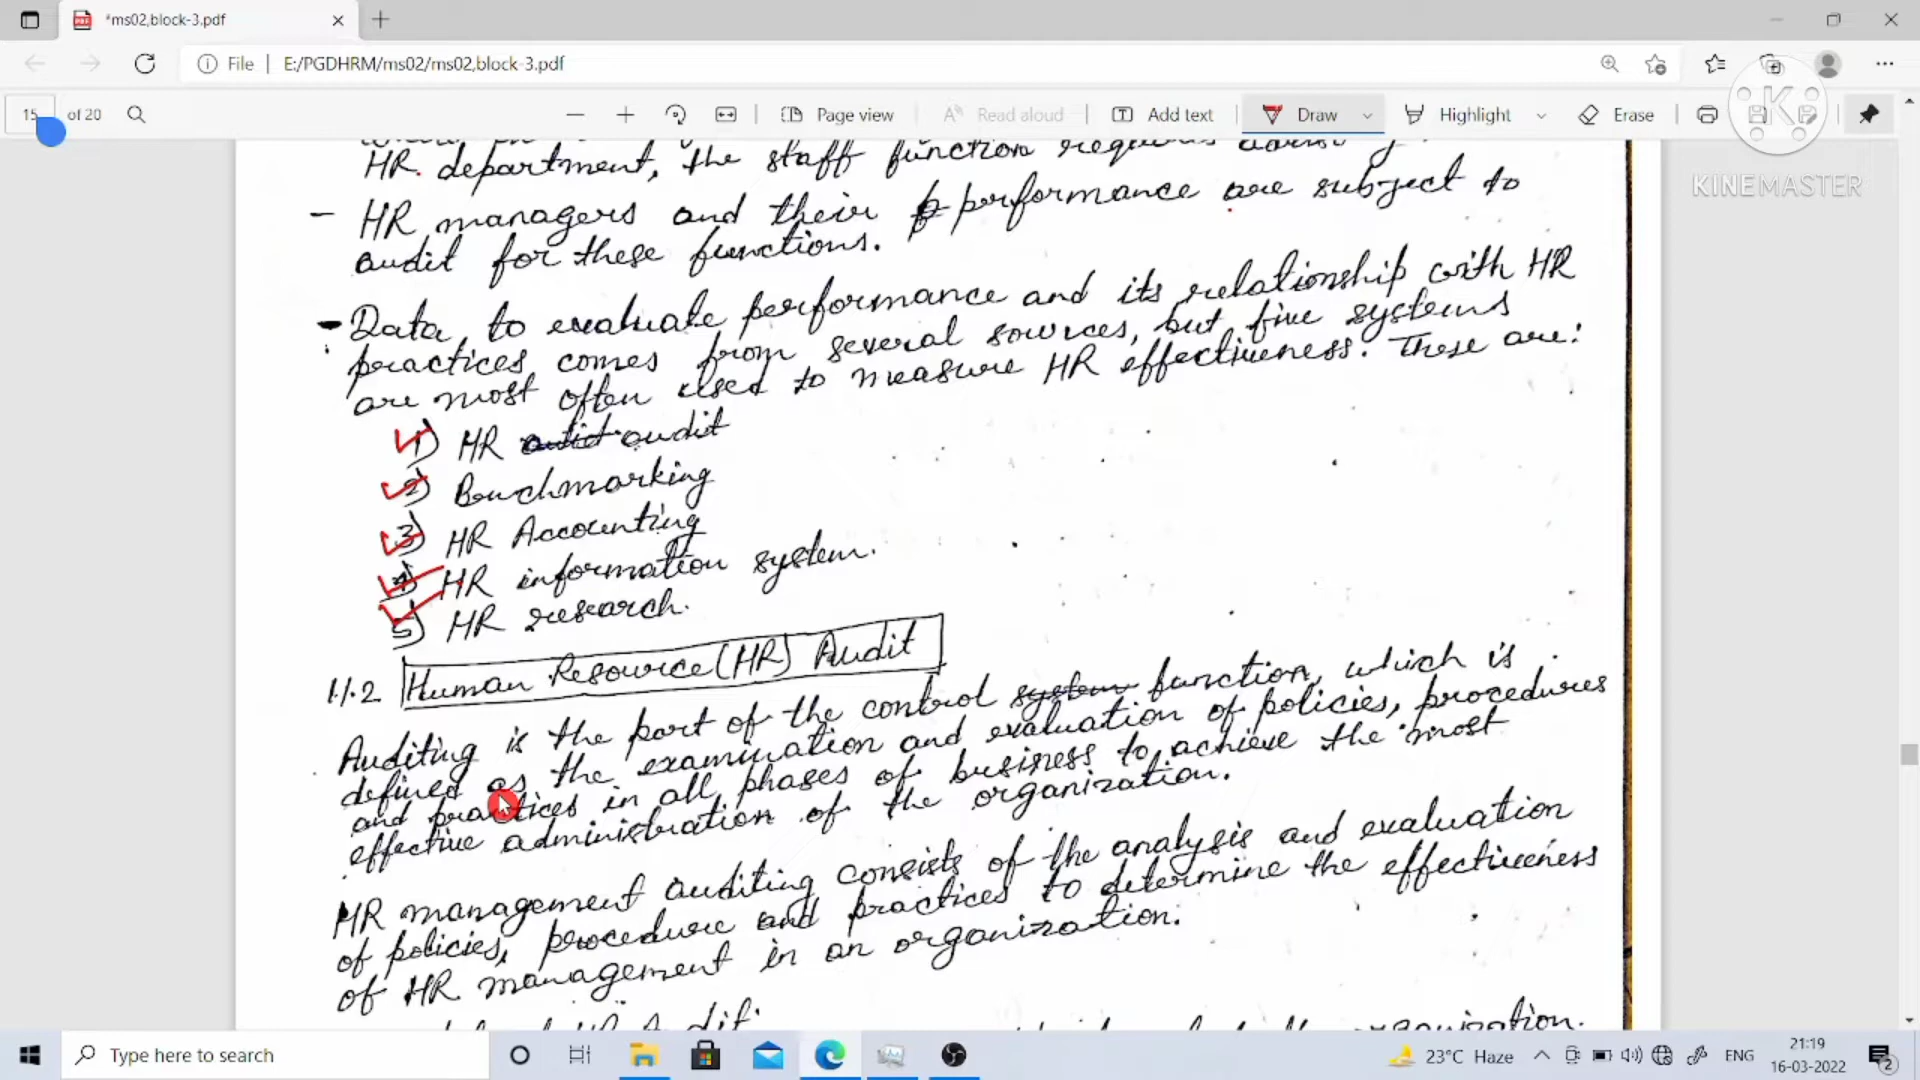 *ms02,block-3.pdf
File | E:/PGDHRM/ms02/ms02,block-3.pdf
15 of 20 Page view Read aloud Add text Draw Highlight Erase
KINEMASTER
HR department, the staff function requires
- HR managers and their performance are subject to
audit for these functions.
- Data, to evaluate performance and its relationship with HR
practices comes from several sources, but five systems
are most often used to measure HR effectiveness. These are:
1) HR audit
2) Benchmarking
3) HR Accounting
4) HR information system.
5) HR research.
1.1.2 Human Resource (HR) Audit
Auditing is the part of the control system function, which is
defined as the examination and evaluation of policies, procedures
and practices in all phases of business to achieve the most
effective administration of the organization.
HR management auditing consists of the analysis and evaluation
of policies, procedure and practices to determine the effectiveness
of HR management in an organization.
HR Audit:
the organization.
Type here to search
23°C Haze
ENG
21:19
16-03-2022
2